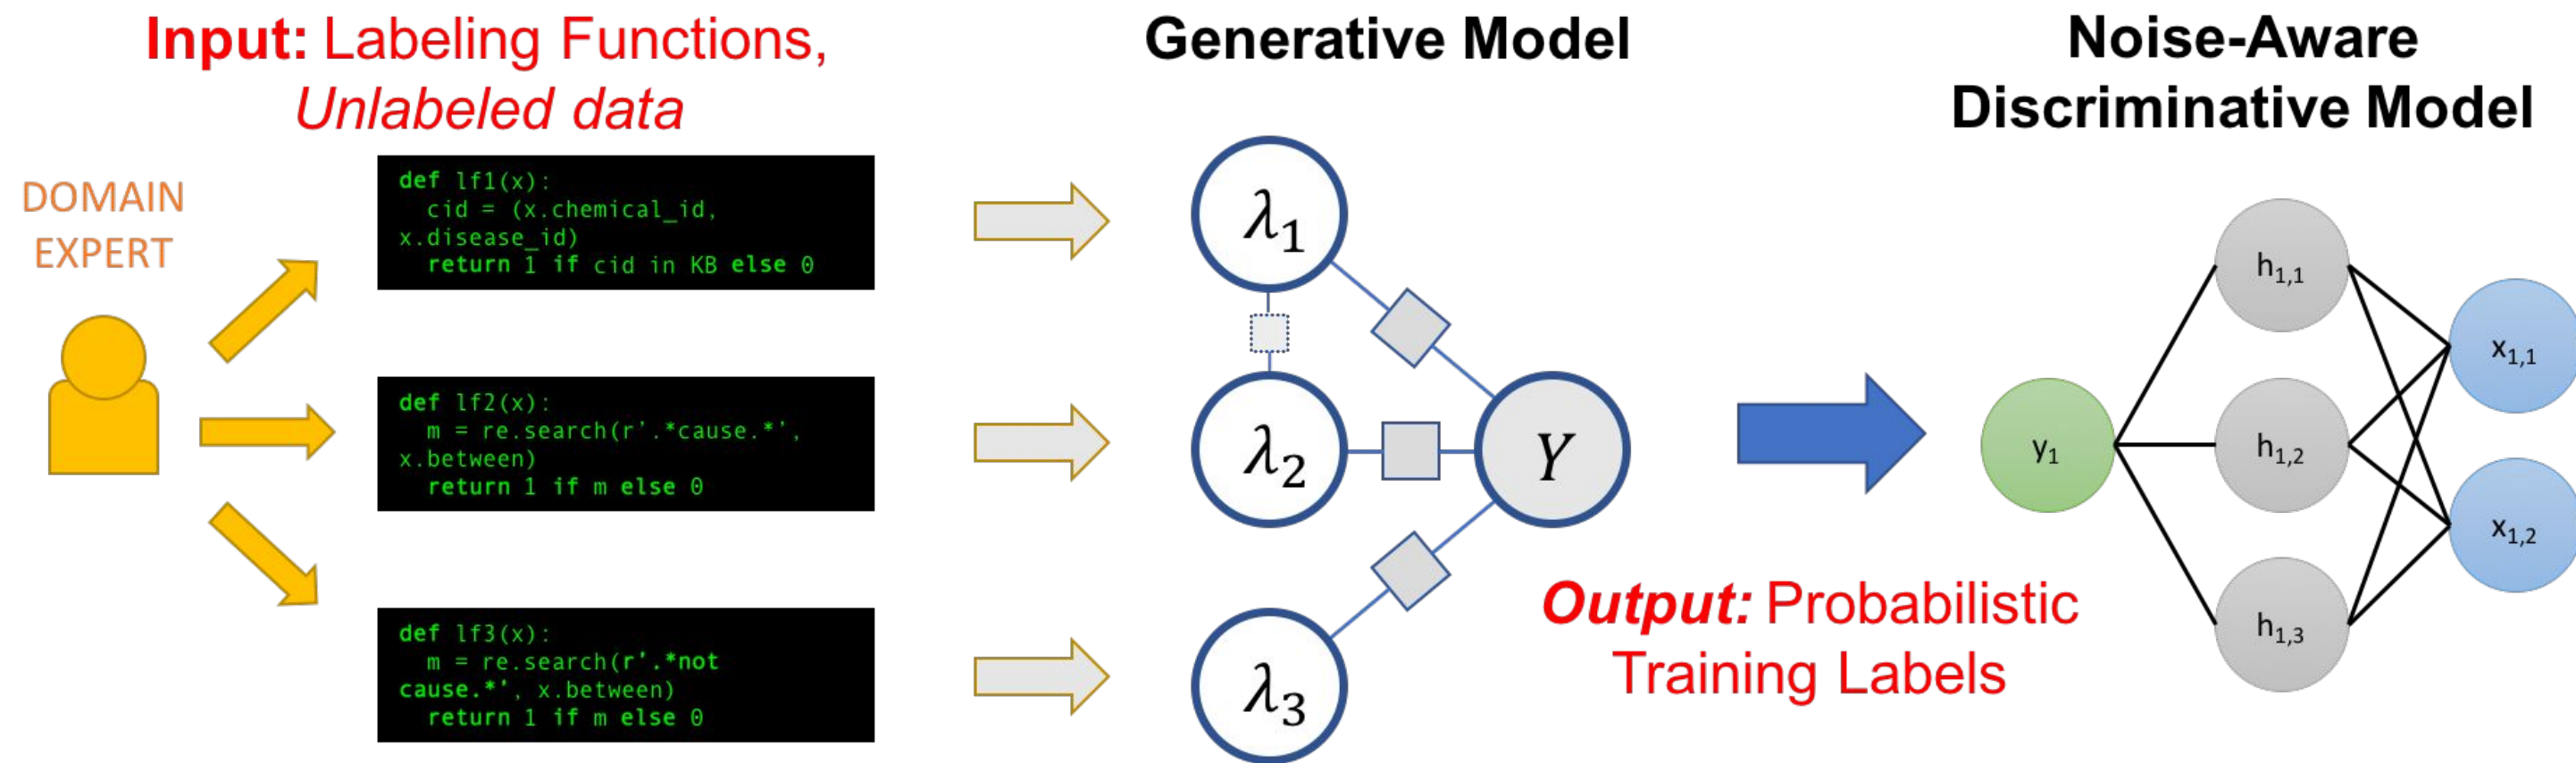 Input: Labeling Functions,
Unlabeled data
DOMAIN
EXPERT
def lf1(x):
cid = (x.chemical_id,
x.disease_id)
return 1 if cid in KB else 0
def lf2(x):
m = re.search(r'.*cause.*',
x.between)
return 1 if m else 0
def lf3(x):
m = re.search(r'.*not
cause.*', x.between)
return 1 if m else 0
Generative Model
λ1
λ2
λ3
Y
Output: Probabilistic
Training Labels
Noise-Aware
Discriminative Model
y1
h1,1
h1,2
h1,3
x1,1
x1,2